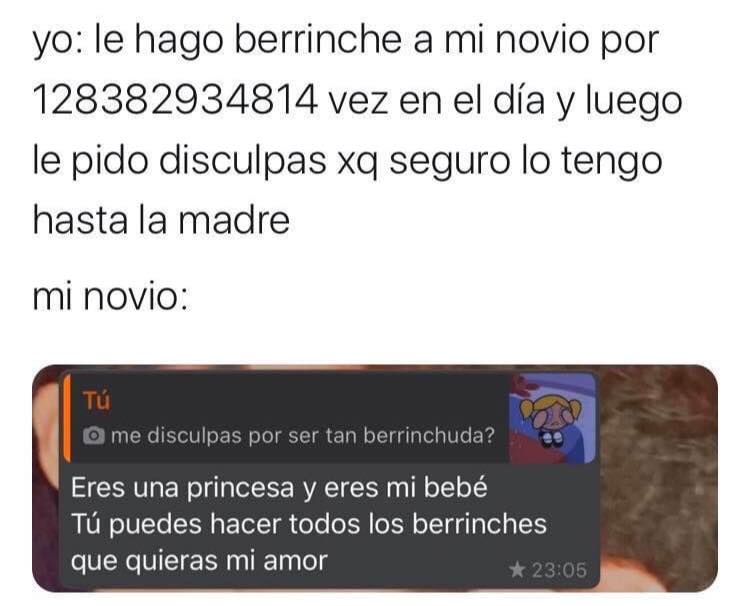 yo: le hago berrinche a mi novio por
128382934814 vez en el día y luego
le pido disculpas xq seguro lo tengo
hasta la madre
mi novio:
Tú
me disculpas por ser tan berrinchuda?
Eres una princesa y eres mi bebé
Tú puedes hacer todos los berrinches
que quieras mi amor
★ 23:05